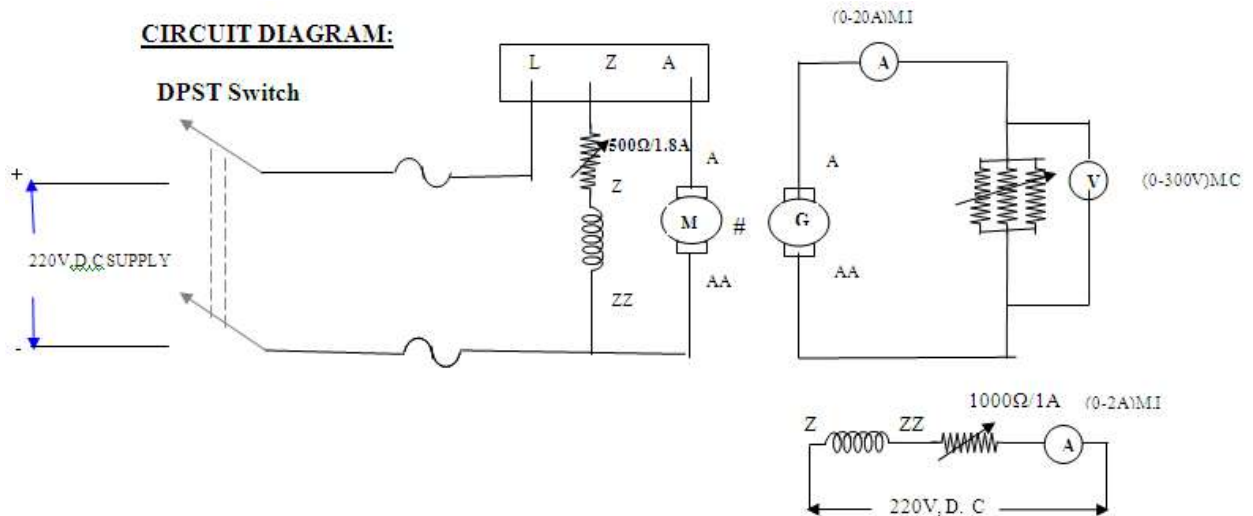 CIRCUIT DIAGRAM:
(0-20A)M.I
L Z A
A
DPST Switch
500Ω/1.8A
A
A
+
Z
V
(0-300V)M.C
M
#
G
220V,D.C SUPPLY
AA
AA
ZZ
-
1000Ω/1A
(0-2A)M.I
Z
ZZ
A
220V, D. C